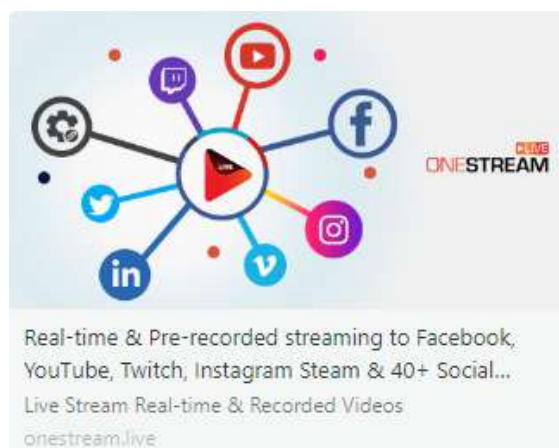 LIVE
in
LIVE
ONESTREAM
Real-time & Pre-recorded streaming to Facebook,
YouTube, Twitch, Instagram Steam & 40+ Social...
Live Stream Real-time & Recorded Videos
onestream.live